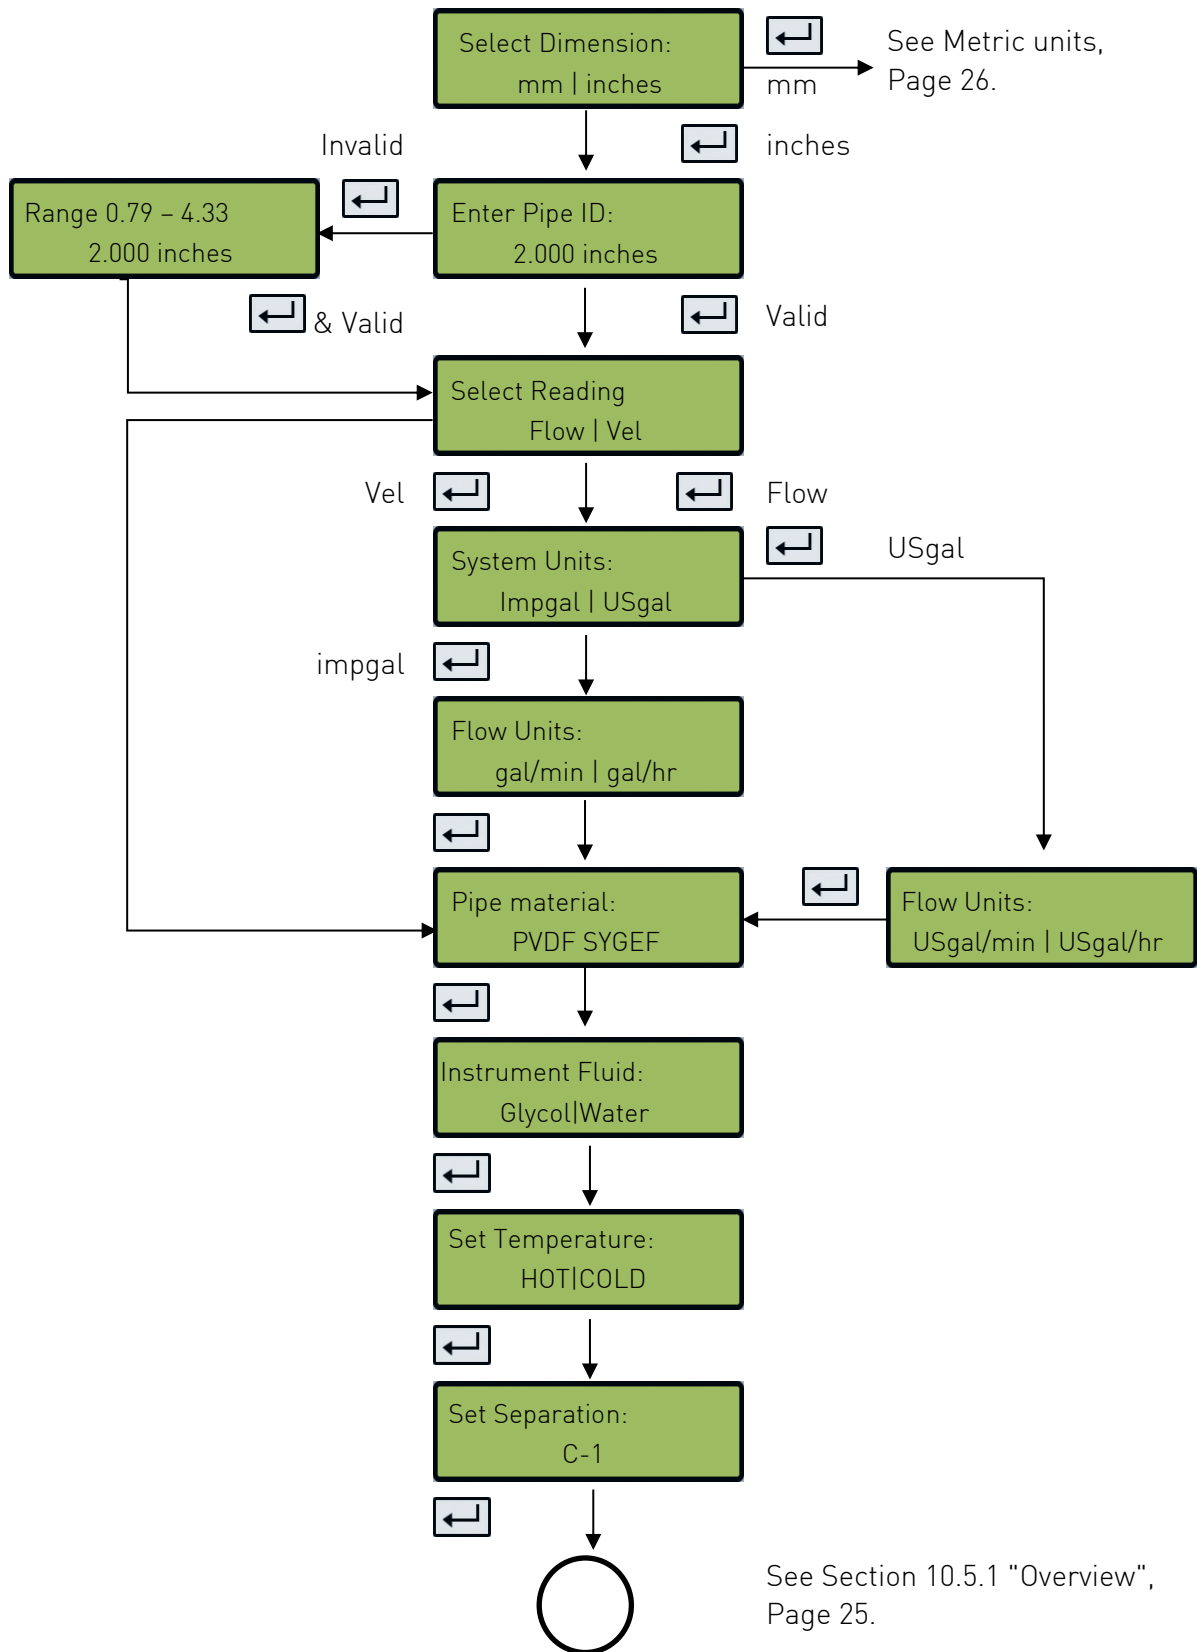 Select Dimension:
mm | inches
mm
See Metric units,
Page 26.
inches
Invalid
Range 0.79 – 4.33
2.000 inches
Enter Pipe ID:
2.000 inches
& Valid
Valid
Select Reading
Flow | Vel
Vel
Flow
System Units:
Impgal | USgal
USgal
impgal
Flow Units:
gal/min | gal/hr
Pipe material:
PVDF SYGEF
Flow Units:
USgal/min | USgal/hr
Instrument Fluid:
Glycol|Water
Set Temperature:
HOT|COLD
Set Separation:
C-1
See Section 10.5.1 "Overview",
Page 25.